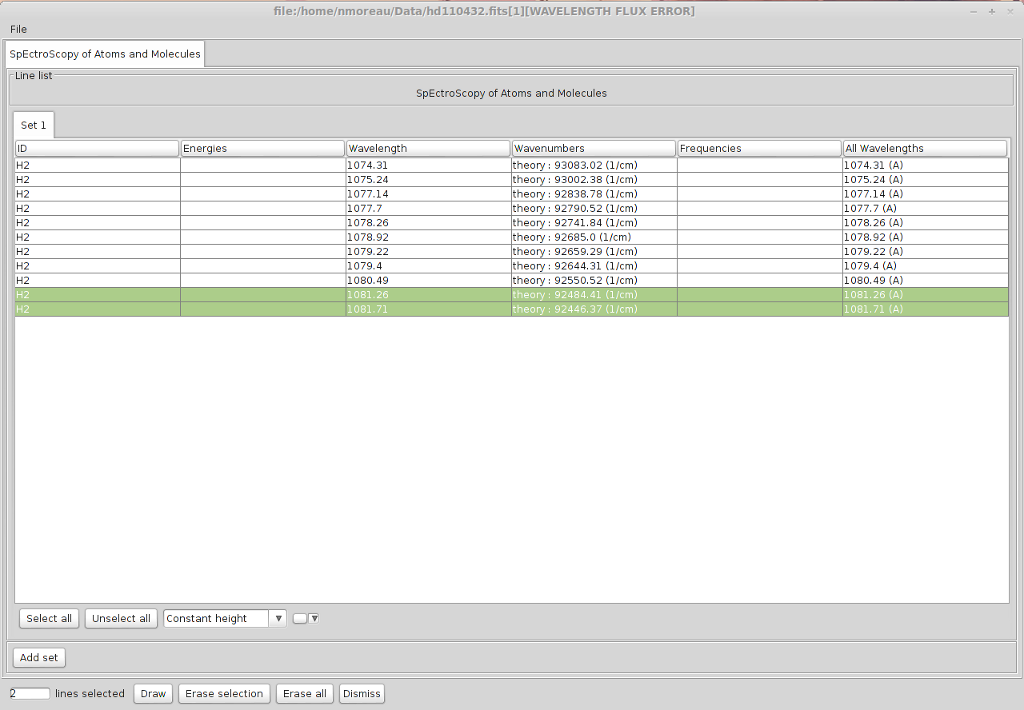 file:/home/nmoreau/Data/hd110432.fits[1][WAVELENGTH FLUX ERROR]
File
SpEctroScopy of Atoms and Molecules
Line list
SpEctroScopy of Atoms and Molecules
Set 1
ID Energies Wavelength Wavenumbers Frequencies All Wavelengths
H2 1074.31 theory : 93083.02 (1/cm) 1074.31 (A)
H2 1075.24 theory : 93002.38 (1/cm) 1075.24 (A)
H2 1077.14 theory : 92838.78 (1/cm) 1077.14 (A)
H2 1077.7 theory : 92790.52 (1/cm) 1077.7 (A)
H2 1078.26 theory : 92741.84 (1/cm) 1078.26 (A)
H2 1078.92 theory : 92685.0 (1/cm) 1078.92 (A)
H2 1079.22 theory : 92659.29 (1/cm) 1079.22 (A)
H2 1079.4 theory : 92644.31 (1/cm) 1079.4 (A)
H2 1080.49 theory : 92550.52 (1/cm) 1080.49 (A)
H2 1081.26 theory : 92484.41 (1/cm) 1081.26 (A)
H2 1081.71 theory : 92446.37 (1/cm) 1081.71 (A)
Select all Unselect all Constant height
Add set
2 lines selected Draw Erase selection Erase all Dismiss